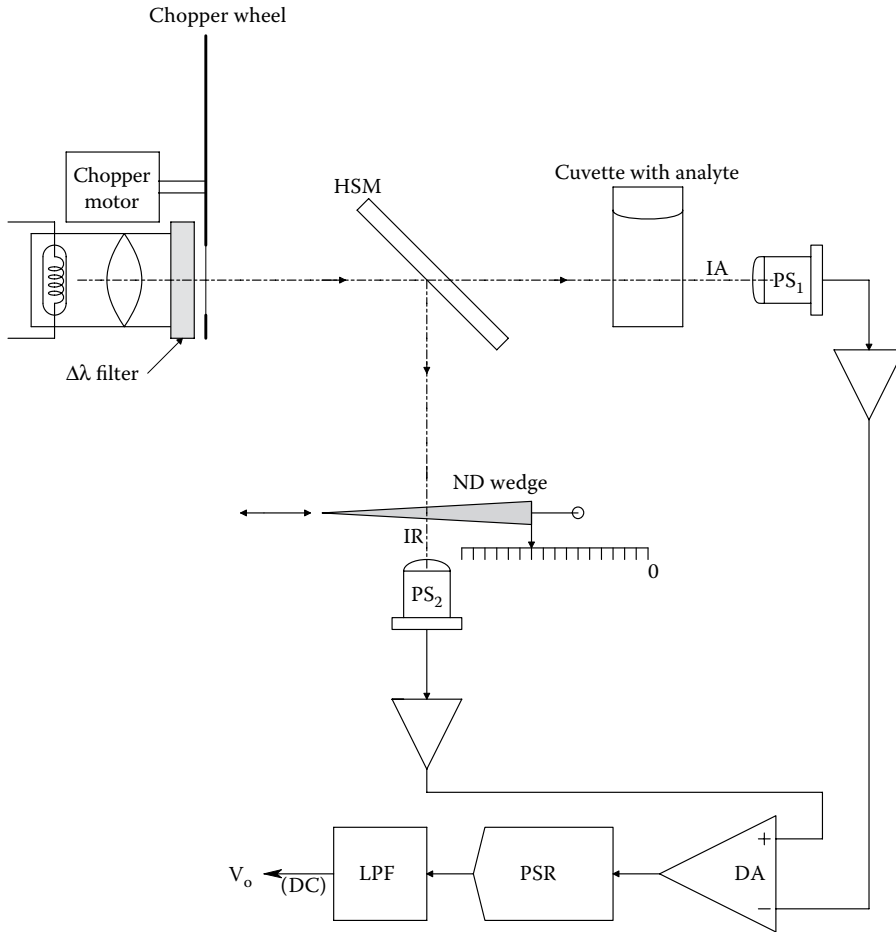 Chopper wheel
Chopper
motor
HSM
Cuvette with analyte
IA
PS₁
Δλ filter
ND wedge
IR
0
PS₂
+
DA
−
PSR
LPF
(DC)
Vₒ